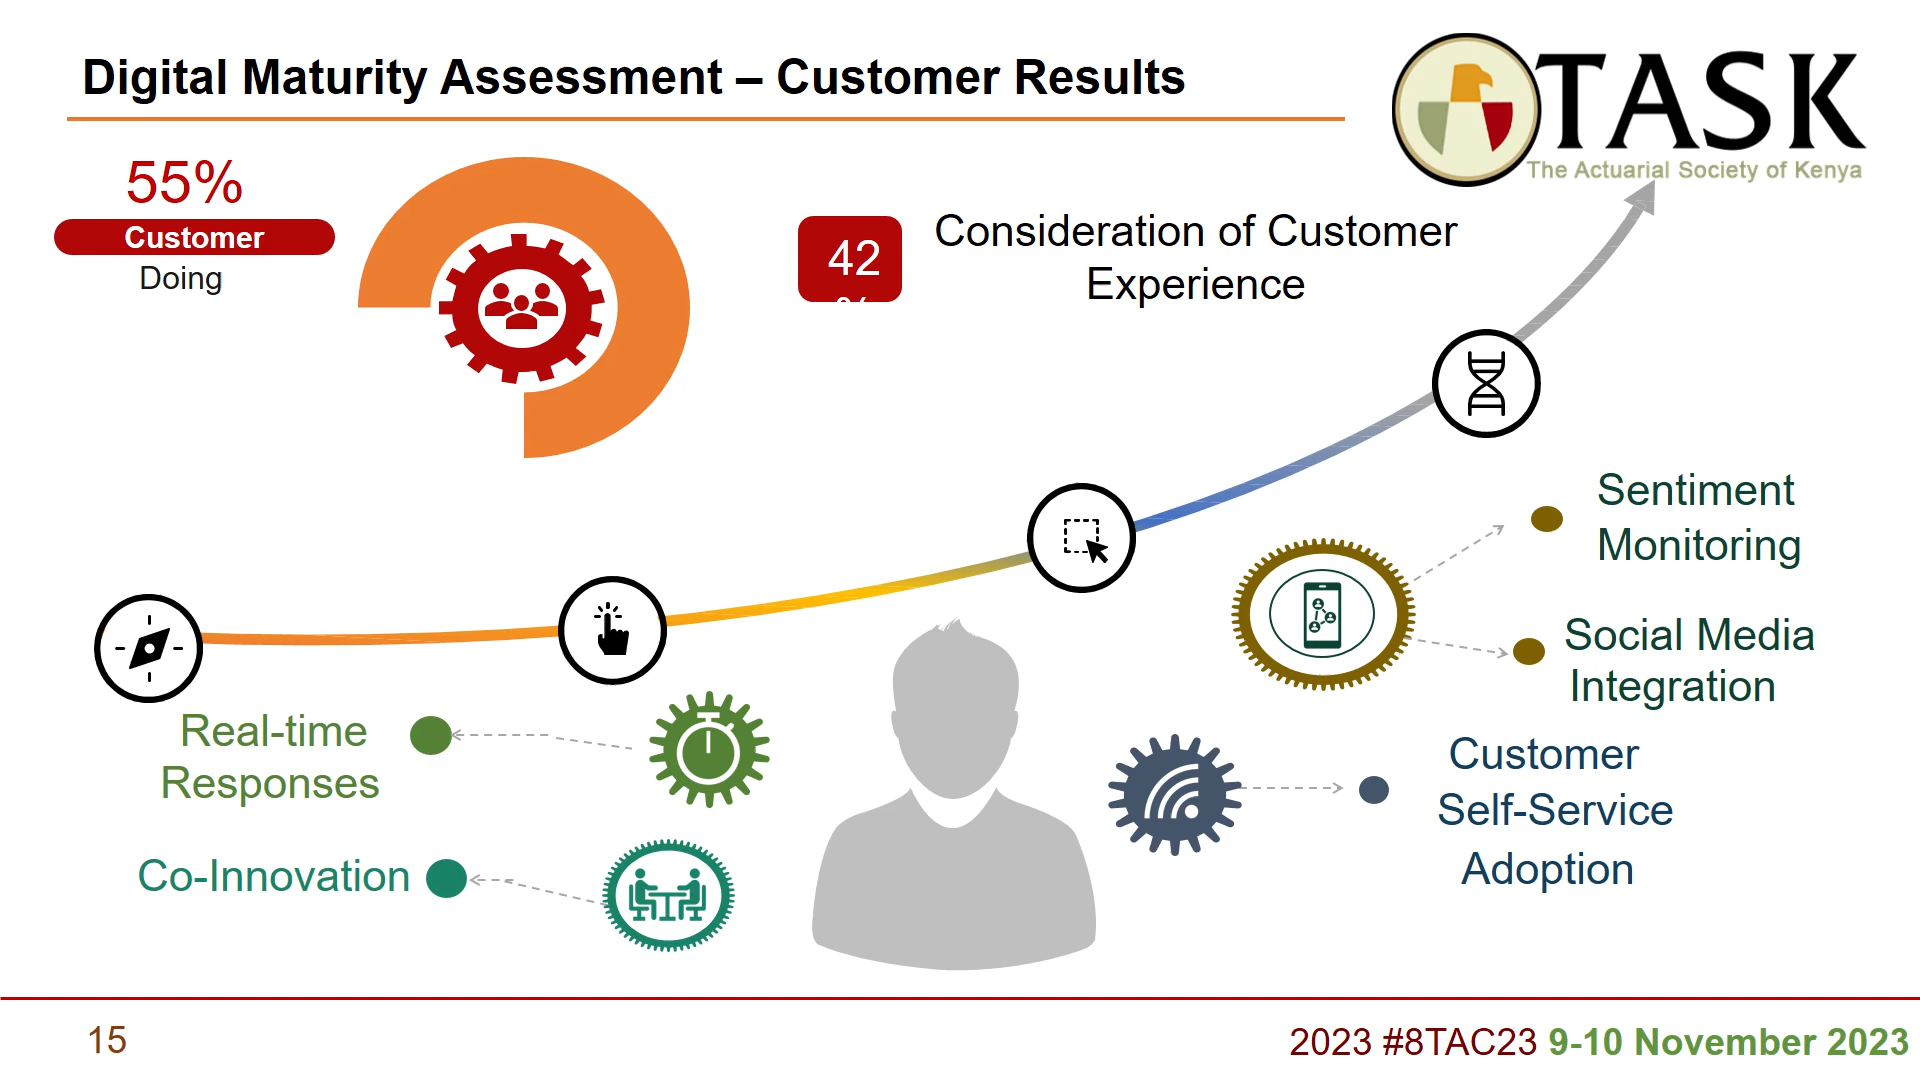 Digital Maturity Assessment – Customer Results
TASK
The Actuarial Society of Kenya
55%
Customer
Doing
42
%
Consideration of Customer
Experience
Sentiment
Monitoring
Social Media
Integration
Real-time
Responses
Customer
Self-Service
Adoption
Co-Innovation
15
2023 #8TAC23 9-10 November 2023